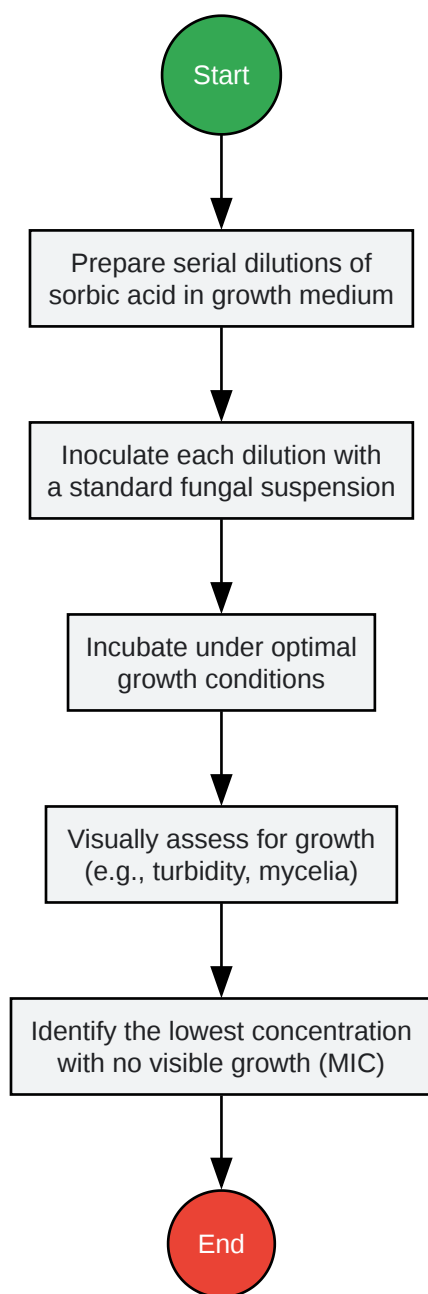 Start
Prepare serial dilutions of
sorbic acid in growth medium
Inoculate each dilution with
a standard fungal suspension
Incubate under optimal
growth conditions
Visually assess for growth
(e.g., turbidity, mycelia)
Identify the lowest concentration
with no visible growth (MIC)
End